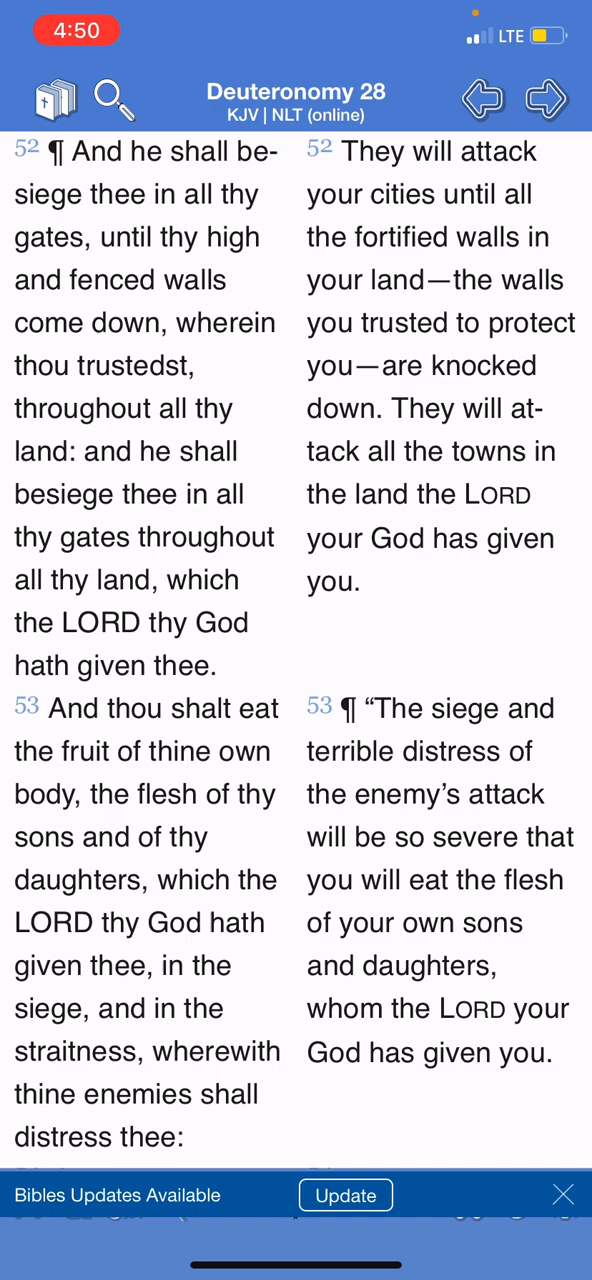 4:50
LTE
Deuteronomy 28
KJV | NLT (online)
52 ¶ And he shall be-
siege thee in all thy
gates, until thy high
and fenced walls
come down, wherein
thou trustedst,
throughout all thy
land: and he shall
besiege thee in all
thy gates throughout
all thy land, which
the LORD thy God
hath given thee.
53 And thou shalt eat
the fruit of thine own
body, the flesh of thy
sons and of thy
daughters, which the
LORD thy God hath
given thee, in the
siege, and in the
straitness, wherewith
thine enemies shall
distress thee:
52 They will attack
your cities until all
the fortified walls in
your land—the walls
you trusted to protect
you—are knocked
down. They will at-
tack all the towns in
the land the LORD
your God has given
you.
53 ¶ “The siege and
terrible distress of
the enemy’s attack
will be so severe that
you will eat the flesh
of your own sons
and daughters,
whom the LORD your
God has given you.
Bibles Updates Available
Update